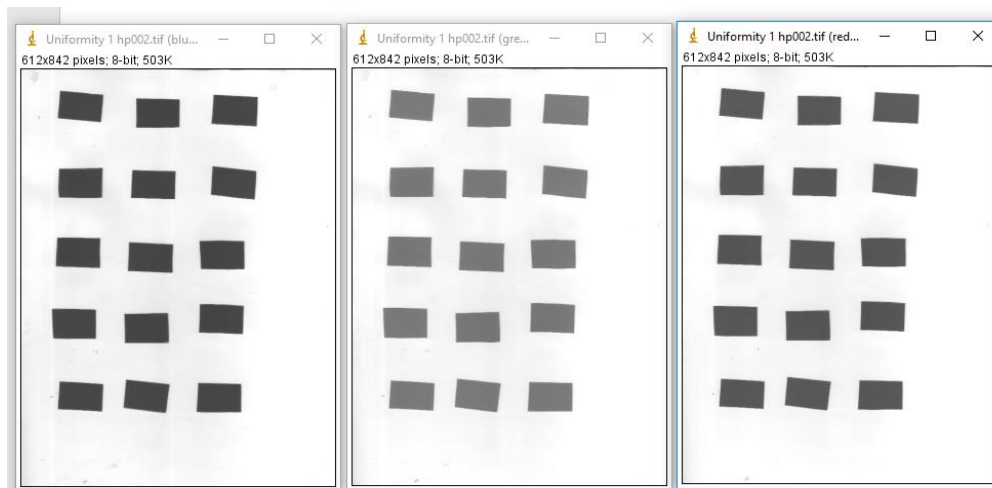 Uniformity 1 hp002.tif (blu...
612x842 pixels; 8-bit; 503K
Uniformity 1 hp002.tif (gre...
612x842 pixels; 8-bit; 503K
Uniformity 1 hp002.tif (red...
612x842 pixels; 8-bit; 503K